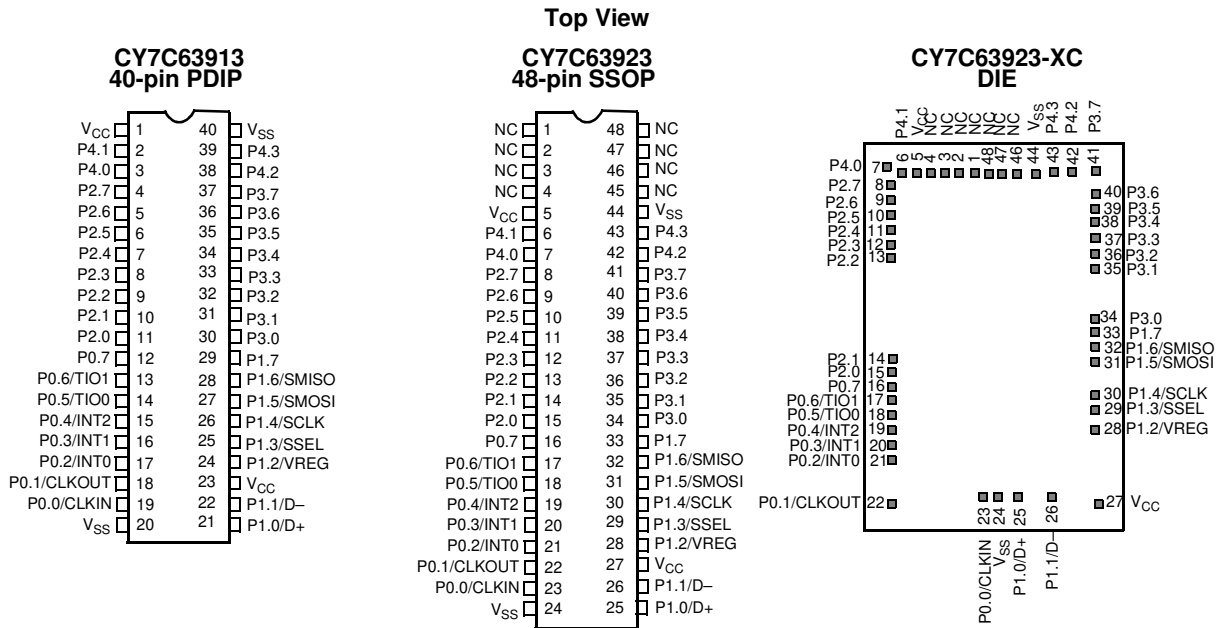 Top View
CY7C63913
40-pin PDIP
VCC 1 40 VSS
P4.1 2 39 P4.3
P4.0 3 38 P4.2
P2.7 4 37 P3.7
P2.6 5 36 P3.6
P2.5 6 35 P3.5
P2.4 7 34 P3.4
P2.3 8 33 P3.3
P2.2 9 32 P3.2
P2.1 10 31 P3.1
P2.0 11 30 P3.0
P0.7 12 29 P1.7
P0.6/TIO1 13 28 P1.6/SMISO
P0.5/TIO0 14 27 P1.5/SMOSI
P0.4/INT2 15 26 P1.4/SCLK
P0.3/INT1 16 25 P1.3/SSEL
P0.2/INT0 17 24 P1.2/VREG
P0.1/CLKOUT 18 23 VCC
P0.0/CLKIN 19 22 P1.1/D–
VSS 20 21 P1.0/D+
CY7C63923
48-pin SSOP
NC 1 48 NC
NC 2 47 NC
NC 3 46 NC
NC 4 45 NC
VCC 5 44 VSS
P4.1 6 43 P4.3
P4.0 7 42 P4.2
P2.7 8 41 P3.7
P2.6 9 40 P3.6
P2.5 10 39 P3.5
P2.4 11 38 P3.4
P2.3 12 37 P3.3
P2.2 13 36 P3.2
P2.1 14 35 P3.1
P2.0 15 34 P3.0
P0.7 16 33 P1.7
P0.6/TIO1 17 32 P1.6/SMISO
P0.5/TIO0 18 31 P1.5/SMOSI
P0.4/INT2 19 30 P1.4/SCLK
P0.3/INT1 20 29 P1.3/SSEL
P0.2/INT0 21 28 P1.2/VREG
P0.1/CLKOUT 22 27 VCC
P0.0/CLKIN 23 26 P1.1/D–
VSS 24 25 P1.0/D+
CY7C63923-XC
DIE
P4.1 VCC NC NC NC NC NC NC NC VSS P4.3 P4.2 P3.7
6 5 4 3 2 1 48 47 46 44 43 42 41
P4.0 7
P2.7 8
P2.6 9
P2.5 10
P2.4 11
P2.3 12
P2.2 13
P2.1 14
P2.0 15
P0.7 16
P0.6/TIO1 17
P0.5/TIO0 18
P0.4/INT2 19
P0.3/INT1 20
P0.2/INT0 21
P0.1/CLKOUT 22
40 P3.6
39 P3.5
38 P3.4
37 P3.3
36 P3.2
35 P3.1
34 P3.0
33 P1.7
32 P1.6/SMISO
31 P1.5/SMOSI
30 P1.4/SCLK
29 P1.3/SSEL
28 P1.2/VREG
27 VCC
23 24 25 26
P0.0/CLKIN VSS P1.0/D+ P1.1/D–